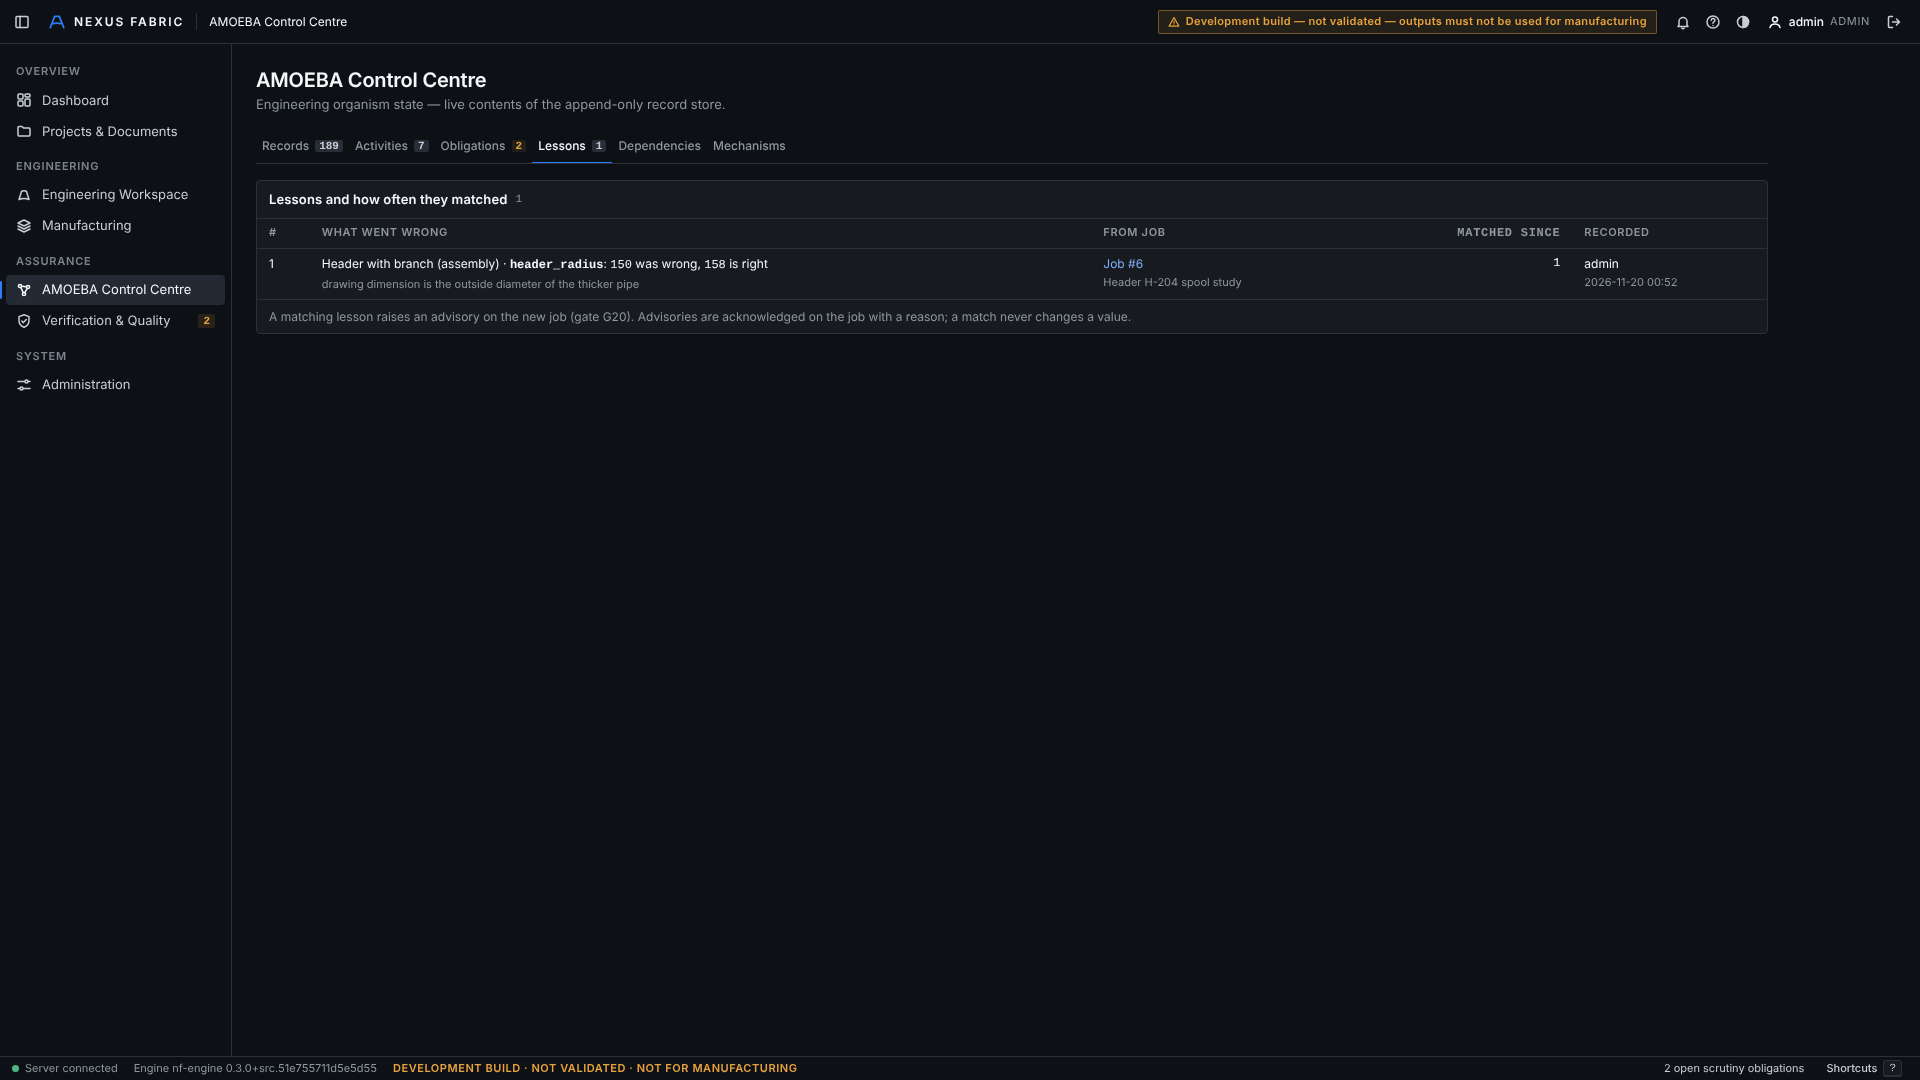 NEXUS FABRIC AMOEBA Control Centre
Development build — not validated — outputs must not be used for manufacturing
admin ADMIN
OVERVIEW
Dashboard
Projects & Documents
ENGINEERING
Engineering Workspace
Manufacturing
ASSURANCE
AMOEBA Control Centre
Verification & Quality 2
SYSTEM
Administration
AMOEBA Control Centre
Engineering organism state — live contents of the append-only record store.
Records 189 Activities 7 Obligations 2 Lessons 1 Dependencies Mechanisms
Lessons and how often they matched 1
# WHAT WENT WRONG FROM JOB MATCHED SINCE RECORDED
1 Header with branch (assembly) · header_radius: 150 was wrong, 158 is right Job #6 1 admin
drawing dimension is the outside diameter of the thicker pipe Header H-204 spool study 2026-11-20 00:52
A matching lesson raises an advisory on the new job (gate G20). Advisories are acknowledged on the job with a reason; a match never changes a value.
Server connected Engine nf-engine 0.3.0+src.51e755711d5e5d55 DEVELOPMENT BUILD · NOT VALIDATED · NOT FOR MANUFACTURING
2 open scrutiny obligations Shortcuts ?